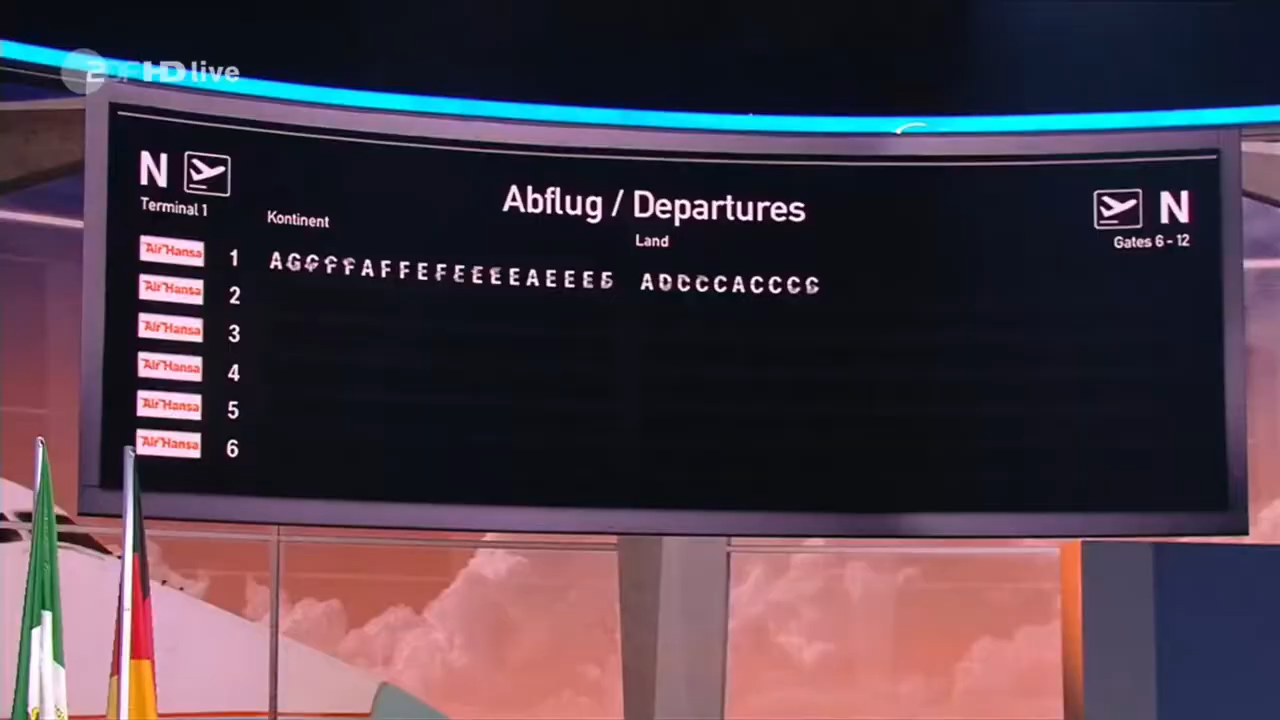 ZDF HD live
N
Abflug / Departures
N
Terminal 1
Kontinent
Land
Gates 6 - 12
Air Hansa 1
Air Hansa 2
Air Hansa 3
Air Hansa 4
Air Hansa 5
Air Hansa 6